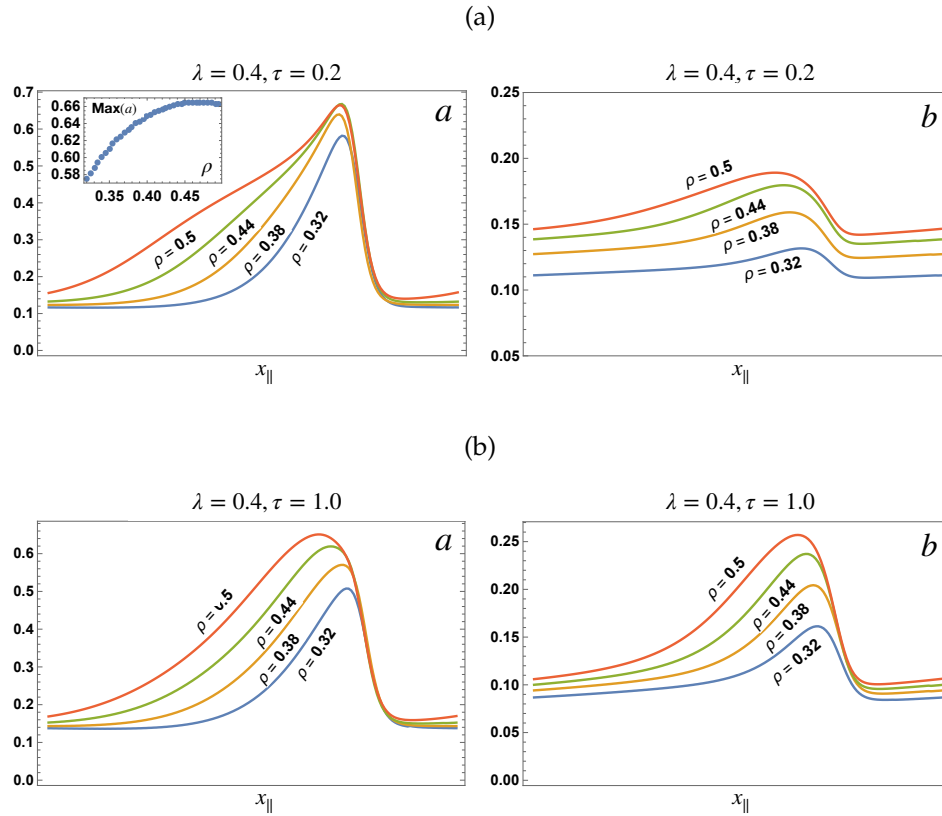 (a)
λ = 0.4, τ = 0.2
a
0.7
0.6
0.5
0.4
0.3
0.2
0.1
0.0
Max(a)
0.66
0.64
0.62
0.60
0.58
0.35 0.40 0.45
ρ
ρ = 0.5
ρ = 0.44
ρ = 0.38
ρ = 0.32
x||
λ = 0.4, τ = 0.2
b
0.25
0.20
0.15
0.10
0.05
ρ = 0.5
ρ = 0.44
ρ = 0.38
ρ = 0.32
x||
(b)
λ = 0.4, τ = 1.0
a
0.6
0.5
0.4
0.3
0.2
0.1
0.0
ρ = 0.5
ρ = 0.44
ρ = 0.38
ρ = 0.32
x||
λ = 0.4, τ = 1.0
b
0.25
0.20
0.15
0.10
0.05
0.00
ρ = 0.5
ρ = 0.44
ρ = 0.38
ρ = 0.32
x||